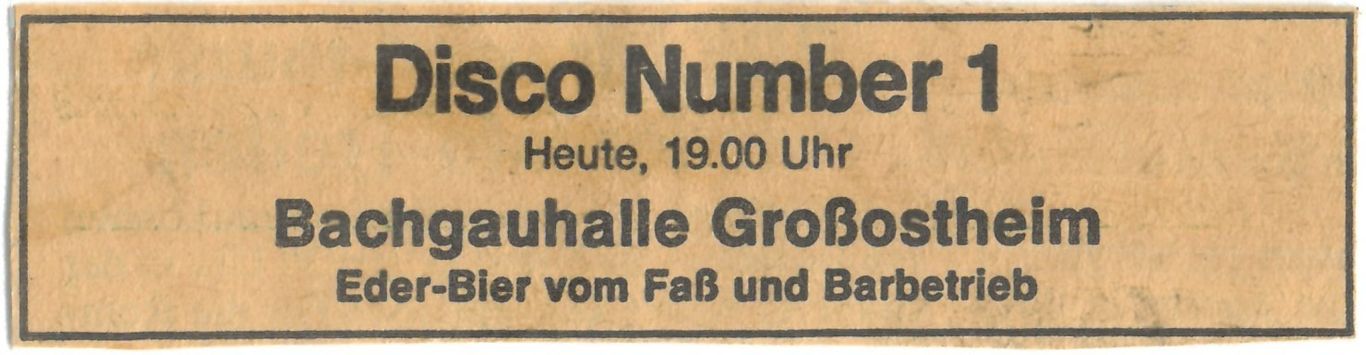 Disco Number 1
Heute, 19.00 Uhr
Bachgauhalle Großostheim
Eder-Bier vom Faß und Barbetrieb